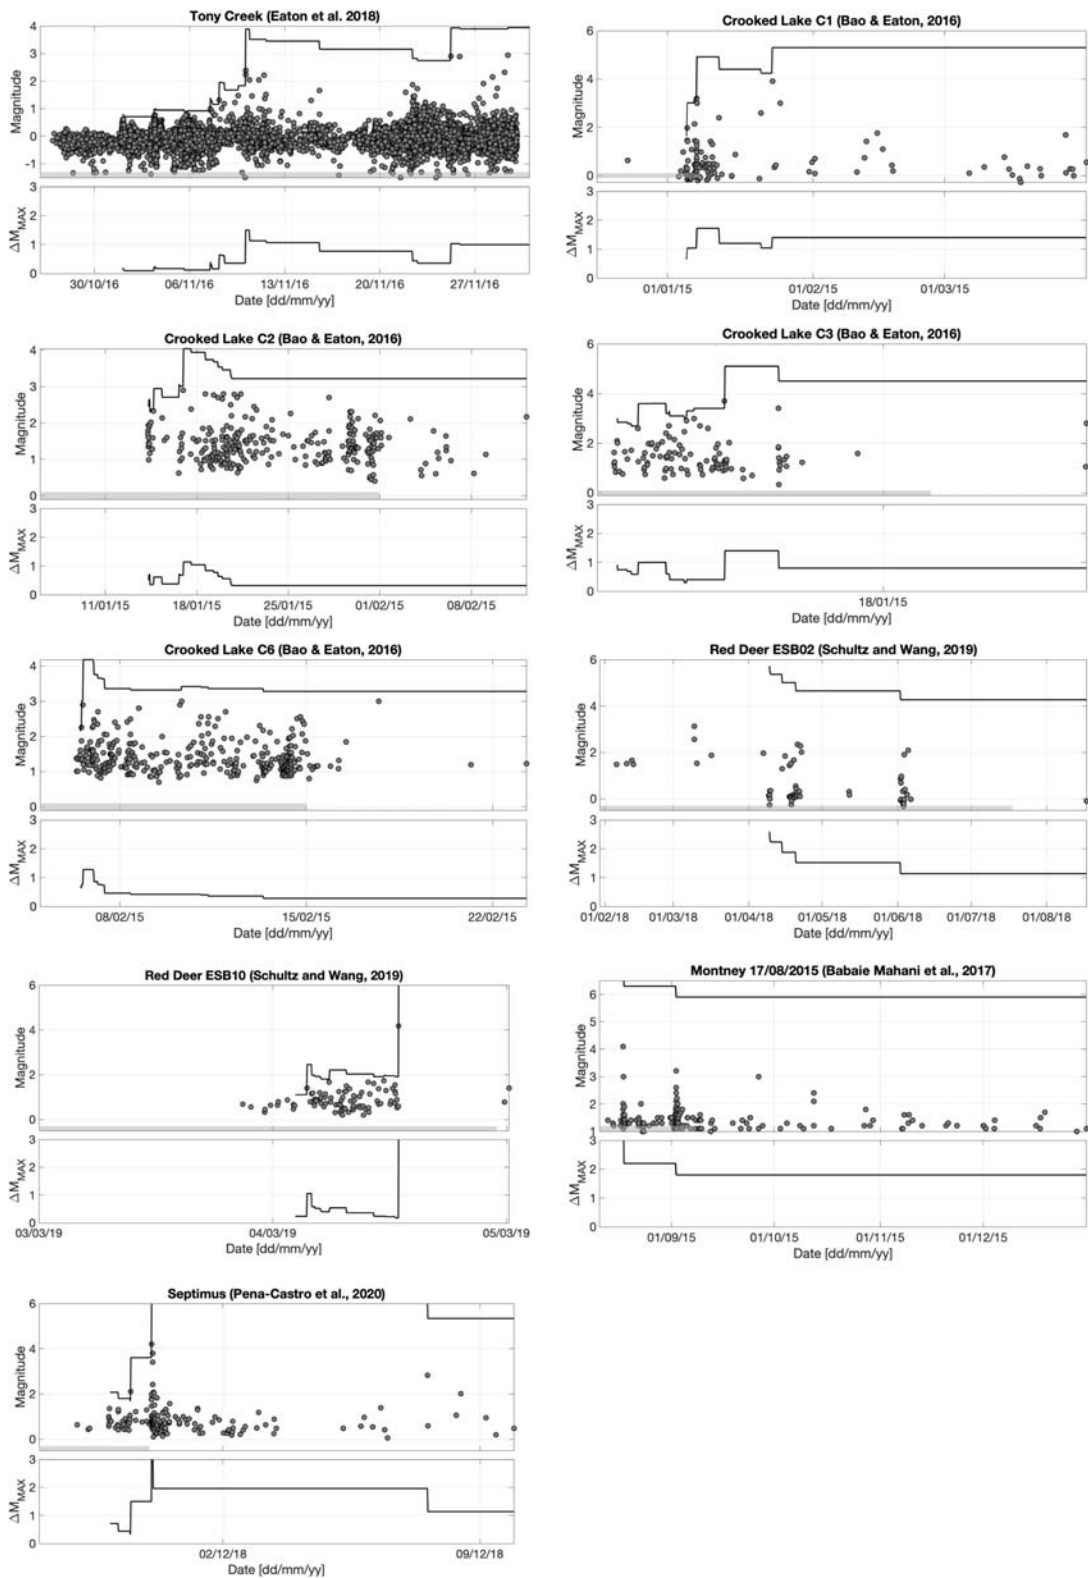 Tony Creek (Eaton et al. 2018)
4
3
2
1
0
-1
Magnitude
3
2
1
0
ΔM_MAX
30/10/16 06/11/16 13/11/16 20/11/16 27/11/16
Date [dd/mm/yy]
Crooked Lake C1 (Bao & Eaton, 2016)
6
4
2
0
Magnitude
3
2
1
0
ΔM_MAX
01/01/15 01/02/15 01/03/15
Date [dd/mm/yy]
Crooked Lake C2 (Bao & Eaton, 2016)
4
3
2
1
0
Magnitude
3
2
1
0
ΔM_MAX
11/01/15 18/01/15 25/01/15 01/02/15 08/02/15
Date [dd/mm/yy]
Crooked Lake C3 (Bao & Eaton, 2016)
6
4
2
0
Magnitude
3
2
1
0
ΔM_MAX
18/01/15
Date [dd/mm/yy]
Crooked Lake C6 (Bao & Eaton, 2016)
4
3
2
1
0
Magnitude
3
2
1
0
ΔM_MAX
08/02/15 15/02/15 22/02/15
Date [dd/mm/yy]
Red Deer ESB02 (Schultz and Wang, 2019)
6
4
2
0
Magnitude
3
2
1
0
ΔM_MAX
01/02/18 01/03/18 01/04/18 01/05/18 01/06/18 01/07/18 01/08/18
Date [dd/mm/yy]
Red Deer ESB10 (Schultz and Wang, 2019)
6
4
2
0
Magnitude
3
2
1
0
ΔM_MAX
03/03/19 04/03/19 05/03/19
Date [dd/mm/yy]
Montney 17/08/2015 (Babaie Mahani et al., 2017)
6
5
4
3
2
1
Magnitude
3
2
1
0
ΔM_MAX
01/09/15 01/10/15 01/11/15 01/12/15
Date [dd/mm/yy]
Septimus (Pena-Castro et al., 2020)
6
4
2
0
Magnitude
3
2
1
0
ΔM_MAX
02/12/18 09/12/18
Date [dd/mm/yy]